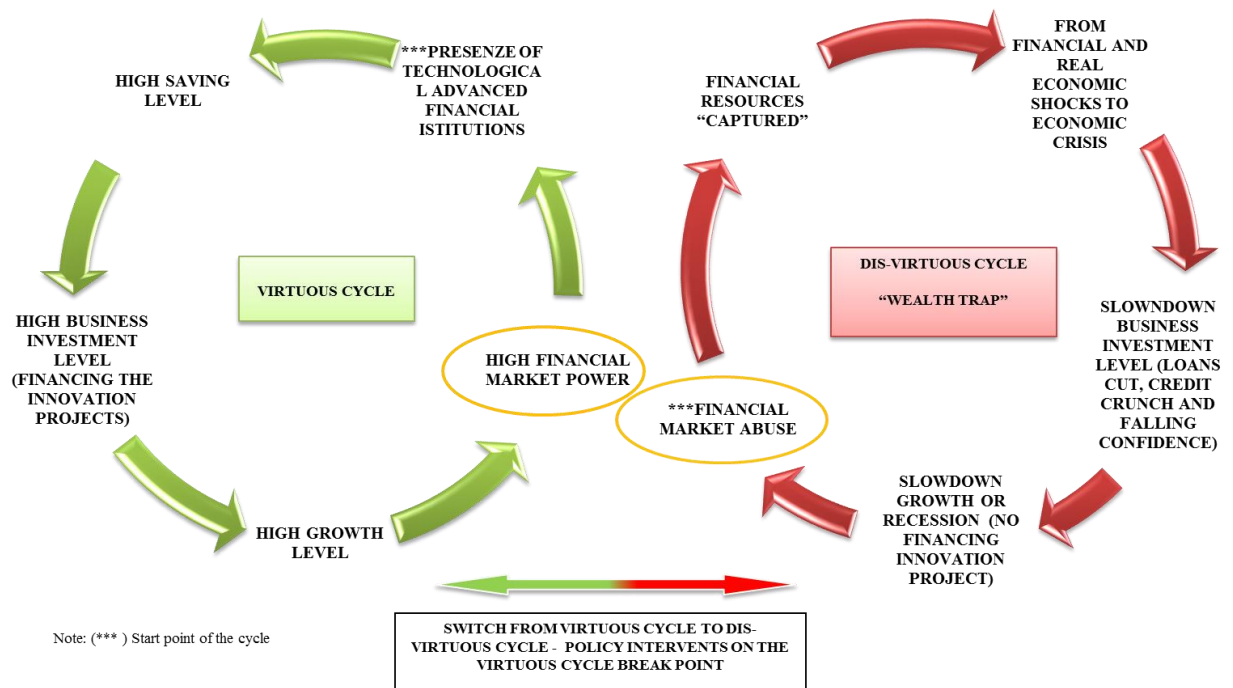 ***PRESENZE OF
TECHNOLOGICA
L ADVANCED
FINANCIAL
ISTITUTIONS
HIGH SAVING
LEVEL
HIGH BUSINESS
INVESTMENT
LEVEL
(FINANCING THE
INNOVATION
PROJECTS)
HIGH GROWTH
LEVEL
HIGH FINANCIAL
MARKET POWER
VIRTUOUS CYCLE
***FINANCIAL
MARKET ABUSE
FINANCIAL
RESOURCES
“CAPTURED”
FROM
FINANCIAL AND
REAL
ECONOMIC
SHOCKS TO
ECONOMIC
CRISIS
SLOWNDOWN
BUSINESS
INVESTMENT
LEVEL (LOANS
CUT, CREDIT
CRUNCH AND
FALLING
CONFIDENCE)
SLOWDOWN
GROWTH OR
RECESSION (NO
FINANCING
INNOVATION
PROJECT)
DIS-VIRTUOUS CYCLE
“WEALTH TRAP”
Note: (*** ) Start point of the cycle
SWITCH FROM VIRTUOUS CYCLE TO DIS-
VIRTUOUS CYCLE - POLICY INTERVENTS ON THE
VIRTUOUS CYCLE BREAK POINT